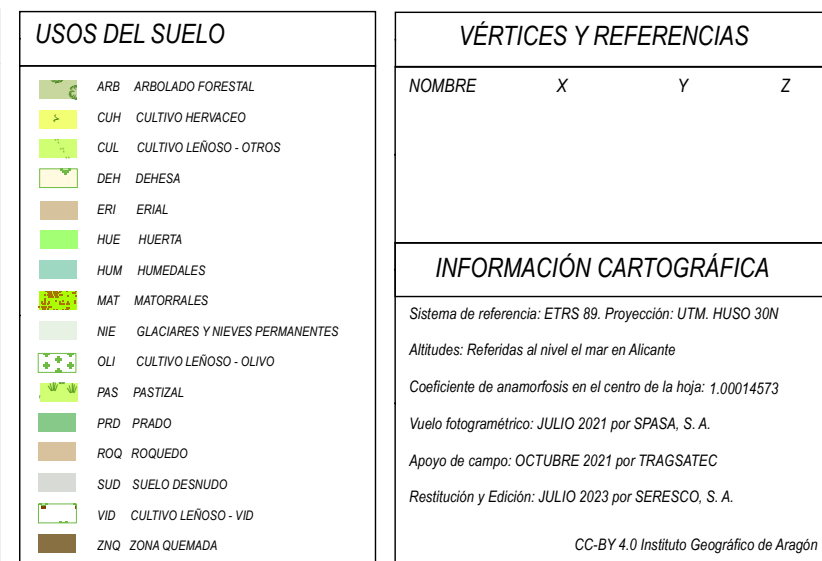 USOS DEL SUELO
ARB ARBOLADO FORESTAL
CUH CULTIVO HERVACEO
CUL CULTIVO LEÑOSO - OTROS
DEH DEHESA
ERI ERIAL
HUE HUERTA
HUM HUMEDALES
MAT MATORRALES
NIE GLACIARES Y NIEVES PERMANENTES
OLI CULTIVO LEÑOSO - OLIVO
PAS PASTIZAL
PRD PRADO
ROQ ROQUEDO
SUD SUELO DESNUDO
VID CULTIVO LEÑOSO - VID
ZNQ ZONA QUEMADA
VÉRTICES Y REFERENCIAS
NOMBRE X Y Z
INFORMACIÓN CARTOGRÁFICA
Sistema de referencia: ETRS 89. Proyección: UTM. HUSO 30N
Altitudes: Referidas al nivel el mar en Alicante
Coeficiente de anamorfosis en el centro de la hoja: 1.00014573
Vuelo fotogramétrico: JULIO 2021 por SPASA, S. A.
Apoyo de campo: OCTUBRE 2021 por TRAGSATEC
Restitución y Edición: JULIO 2023 por SERESCO, S. A.
CC-BY 4.0 Instituto Geográfico de Aragón